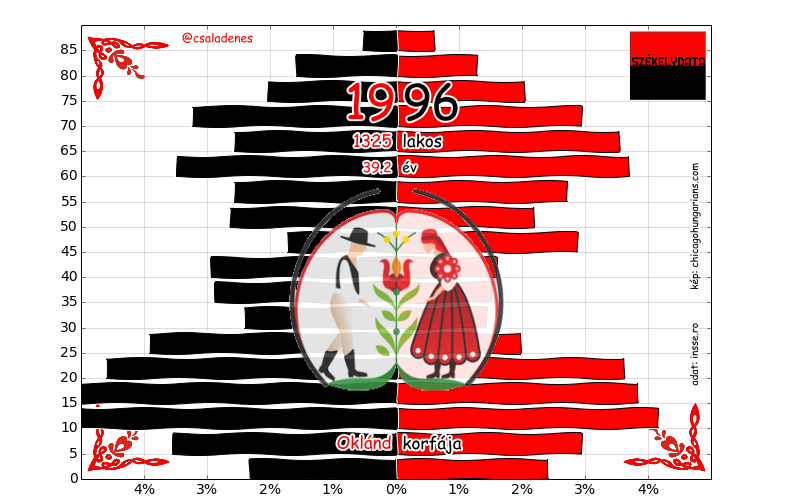 @csaladenes
SZÉKELYDATA
1996
1325 lakos
39.2 év
kép: chicagohungarians.com
adat: insse.ro
Oklánd korfája
85
80
75
70
65
60
55
50
45
40
35
30
25
20
15
10
5
0
4% 3% 2% 1% 0% 1% 2% 3% 4%